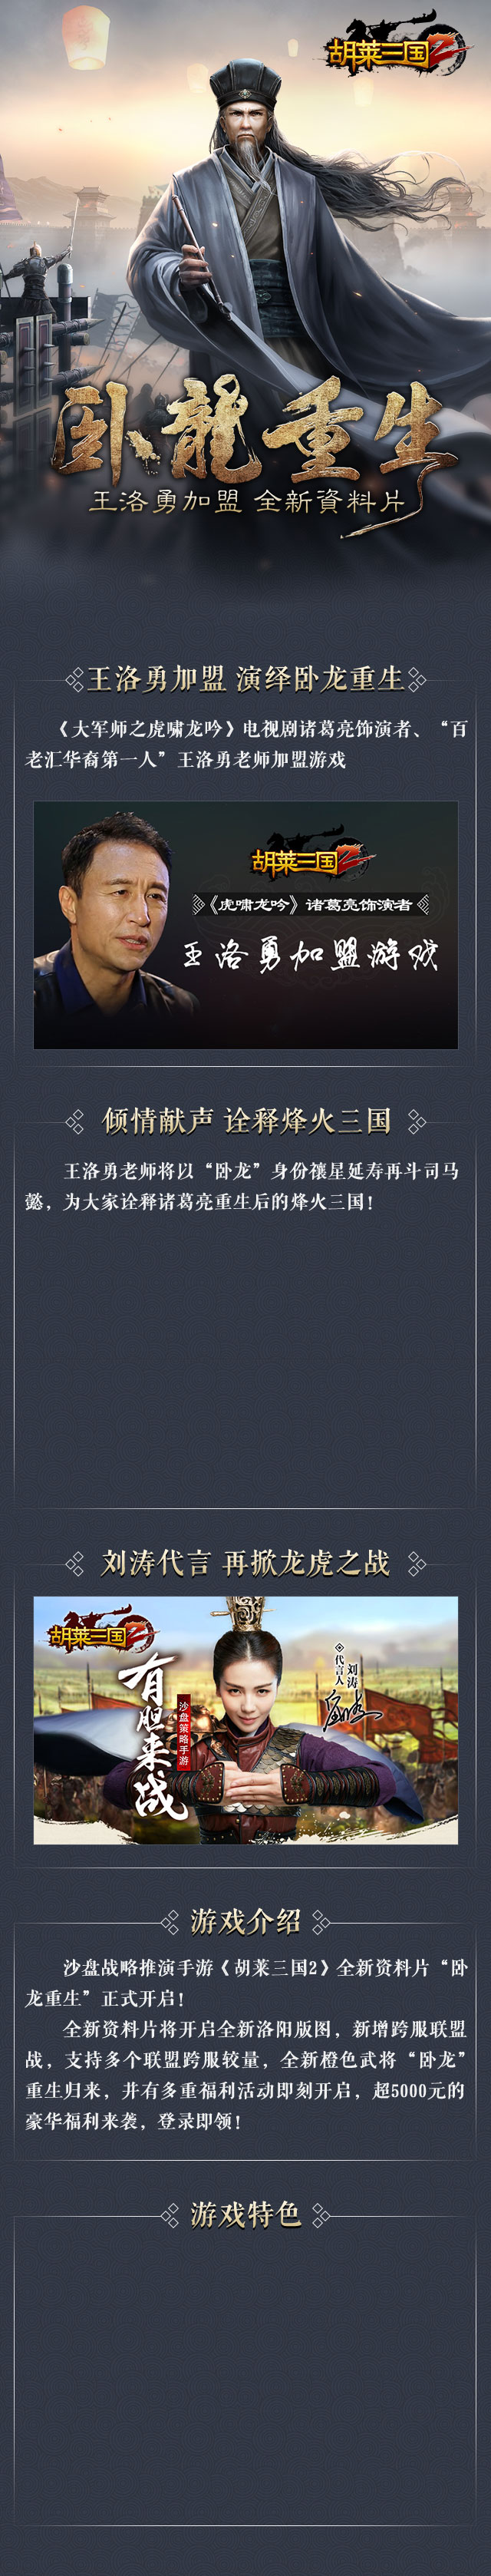 胡莱三国2
卧龍重生
王洛勇加盟 全新資料片
王洛勇加盟 演绎卧龙重生
《大军师之虎啸龙吟》电视剧诸葛亮饰演者、“百
老汇华裔第一人”王洛勇老师加盟游戏
胡莱三国2
《虎啸龙吟》诸葛亮饰演者
王洛勇加盟游戏
倾情献声 诠释烽火三国
王洛勇老师将以“卧龙”身份禳星延寿再斗司马
懿，为大家诠释诸葛亮重生后的烽火三国！
刘涛代言 再掀龙虎之战
胡莱三国2
有胆来战
沙盘策略手游
代言人
刘涛
游戏介绍
沙盘战略推演手游《胡莱三国2》全新资料片“卧
龙重生”正式开启！
全新资料片将开启全新洛阳版图，新增跨服联盟
战，支持多个联盟跨服较量，全新橙色武将“卧龙”
重生归来，并有多重福利活动即刻开启，超5000元的
豪华福利来袭，登录即领！
游戏特色